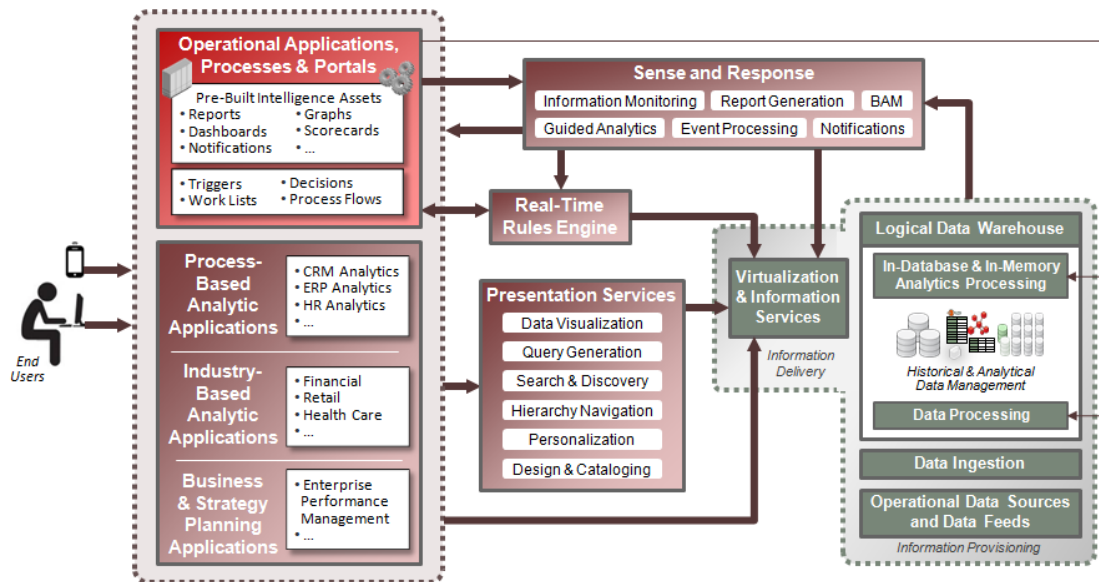 Operational Applications,
Processes & Portals
Pre-Built Intelligence Assets
• Reports
• Dashboards
• Notifications
• Graphs
• Scorecards
• ...
• Triggers
• Work Lists
• Decisions
• Process Flows
Process-
Based
Analytic
Applications
• CRM Analytics
• ERP Analytics
• HR Analytics
• ...
Industry-
Based
Analytic
Applications
• Financial
• Retail
• Health Care
• ...
Business
& Strategy
Planning
Applications
• Enterprise
Performance
Management
• ...
End
Users
Sense and Response
Information Monitoring
Report Generation
BAM
Guided Analytics
Event Processing
Notifications
Real-Time
Rules Engine
Presentation Services
Data Visualization
Query Generation
Search & Discovery
Hierarchy Navigation
Personalization
Design & Cataloging
Virtualization
& Information
Services
Information
Delivery
Logical Data Warehouse
In-Database & In-Memory
Analytics Processing
Historical & Analytical
Data Management
Data Processing
Data Ingestion
Operational Data Sources
and Data Feeds
Information Provisioning